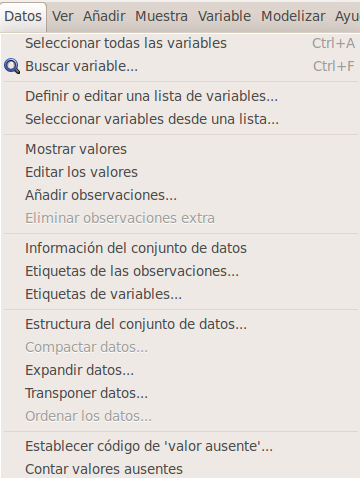 Datos Ver Añadir Muestra Variable Modelizar Ayu
Seleccionar todas las variables Ctrl+A
Buscar variable... Ctrl+F
Definir o editar una lista de variables...
Seleccionar variables desde una lista...
Mostrar valores
Editar los valores
Añadir observaciones...
Eliminar observaciones extra
Información del conjunto de datos
Etiquetas de las observaciones...
Etiquetas de variables...
Estructura del conjunto de datos...
Compactar datos...
Expandir datos...
Transponer datos...
Ordenar los datos...
Establecer código de 'valor ausente'...
Contar valores ausentes